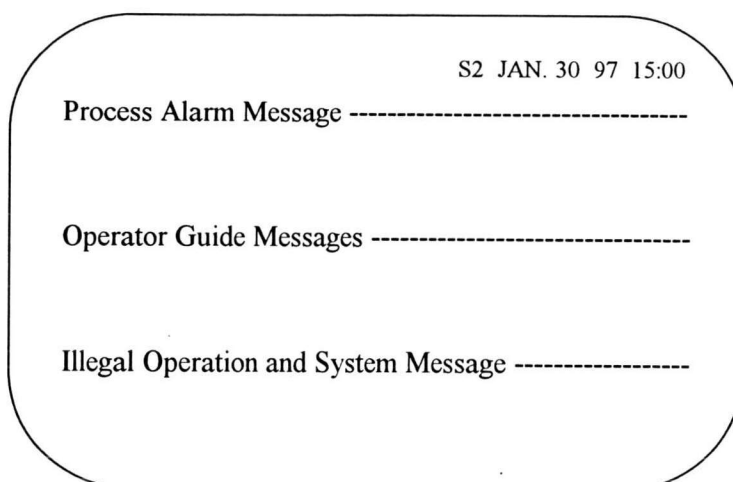 S2 JAN. 30 97 15:00
Process Alarm Message ----------------------------------
Operator Guide Messages --------------------------------
Illegal Operation and System Message ------------------